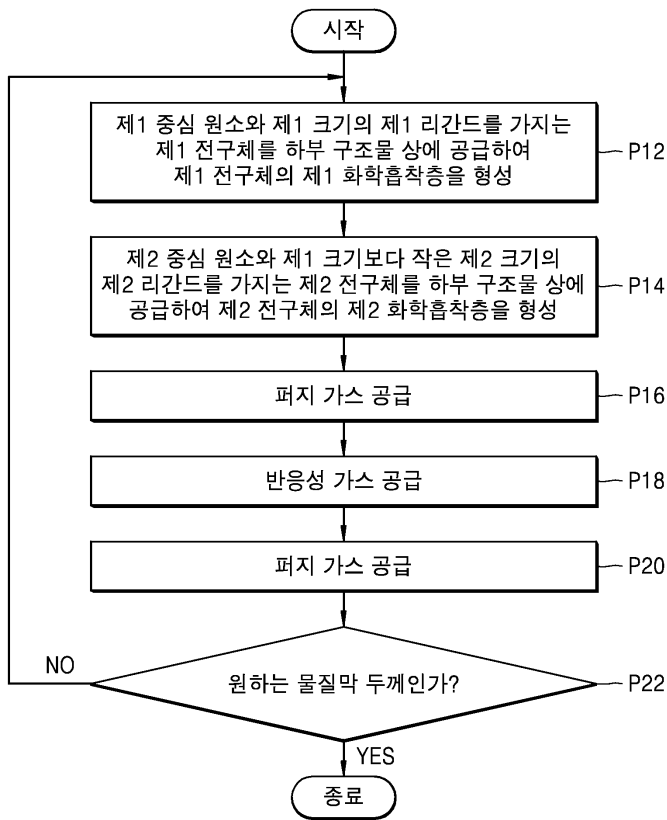 시작
제1 중심 원소와 제1 크기의 제1 리간드를 가지는
제1 전구체를 하부 구조물 상에 공급하여
제1 전구체의 제1 화학흡착층을 형성
P12
제2 중심 원소와 제1 크기보다 작은 제2 크기의
제2 리간드를 가지는 제2 전구체를 하부 구조물 상에
공급하여 제2 전구체의 제2 화학흡착층을 형성
P14
퍼지 가스 공급
P16
반응성 가스 공급
P18
퍼지 가스 공급
P20
NO
원하는 물질막 두께인가?
P22
YES
종료